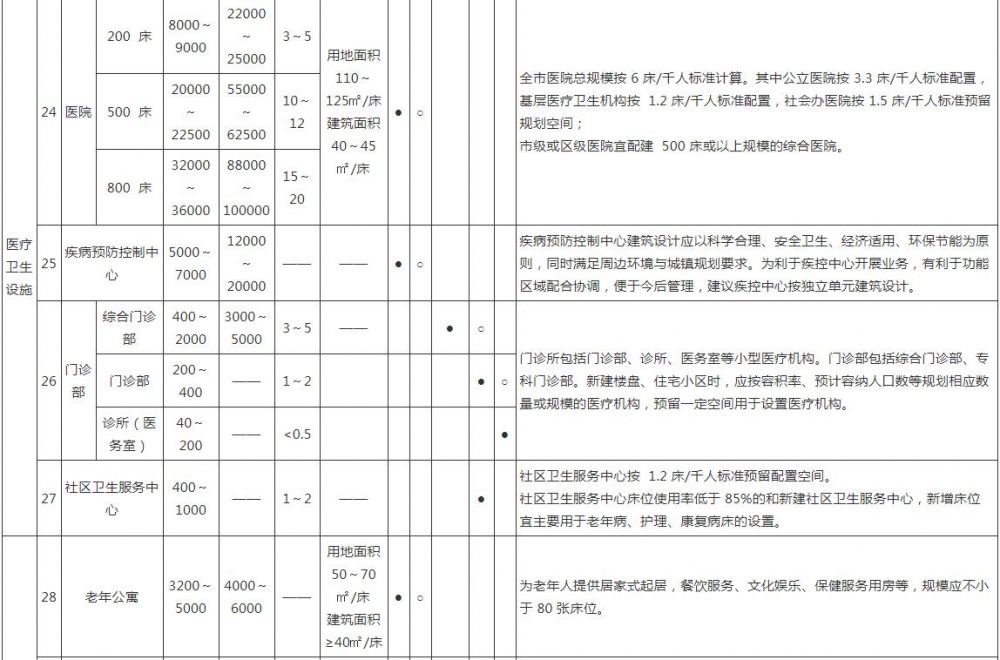 医疗
卫生
设施
24
医院
200 床
8000～
9000
22000
～
25000
3～5
500 床
20000
～
22500
55000
～
62500
10～
12
800 床
32000
～
36000
88000
～
100000
15～
20
用地面积
110～
125㎡/床
建筑面积
40～45
㎡/床
● ○
全市医院总规模按 6 床/千人标准计算。其中公立医院按 3.3 床/千人标准配置，
基层医疗卫生机构按 1.2 床/千人标准配置，社会办医院按 1.5 床/千人标准预留
规划空间；
市级或区级医院宜配建 500 床或以上规模的综合医院。
25
疾病预防控制中
心
5000～
7000
12000
～
20000
——
——
● ○
疾病预防控制中心建筑设计应以科学合理、安全卫生、经济适用、环保节能为原
则，同时满足周边环境与城镇规划要求。为利于疾控中心开展业务，有利于功能
区域配合协调，便于今后管理，建议疾控中心按独立单元建筑设计。
26
门诊
部
综合门诊
部
400～
2000
3000～
5000
3～5
——
● ○
门诊部
200～
400
——
1～2
● ○
诊所（医
务室）
40～
200
——
<0.5
●
门诊所包括门诊部、诊所、医务室等小型医疗机构。门诊部包括综合门诊部、专
科门诊部。新建楼盘、住宅小区时，应按容积率、预计容纳人口数等规划相应数
量或规模的医疗机构，预留一定空间用于设置医疗机构。
27
社区卫生服务中
心
400～
1000
——
1～2
——
●
社区卫生服务中心按 1.2 床/千人标准预留配置空间。
社区卫生服务中心床位使用率低于 85%的和新建社区卫生服务中心，新增床位
宜主要用于老年病、护理、康复病床的设置。
28
老年公寓
3200～
5000
4000～
6000
——
用地面积
50～70
㎡/床
建筑面积
≥40㎡/床
● ○
为老年人提供居家式起居，餐饮服务、文化娱乐、保健服务用房等，规模应不小
于 80 张床位。